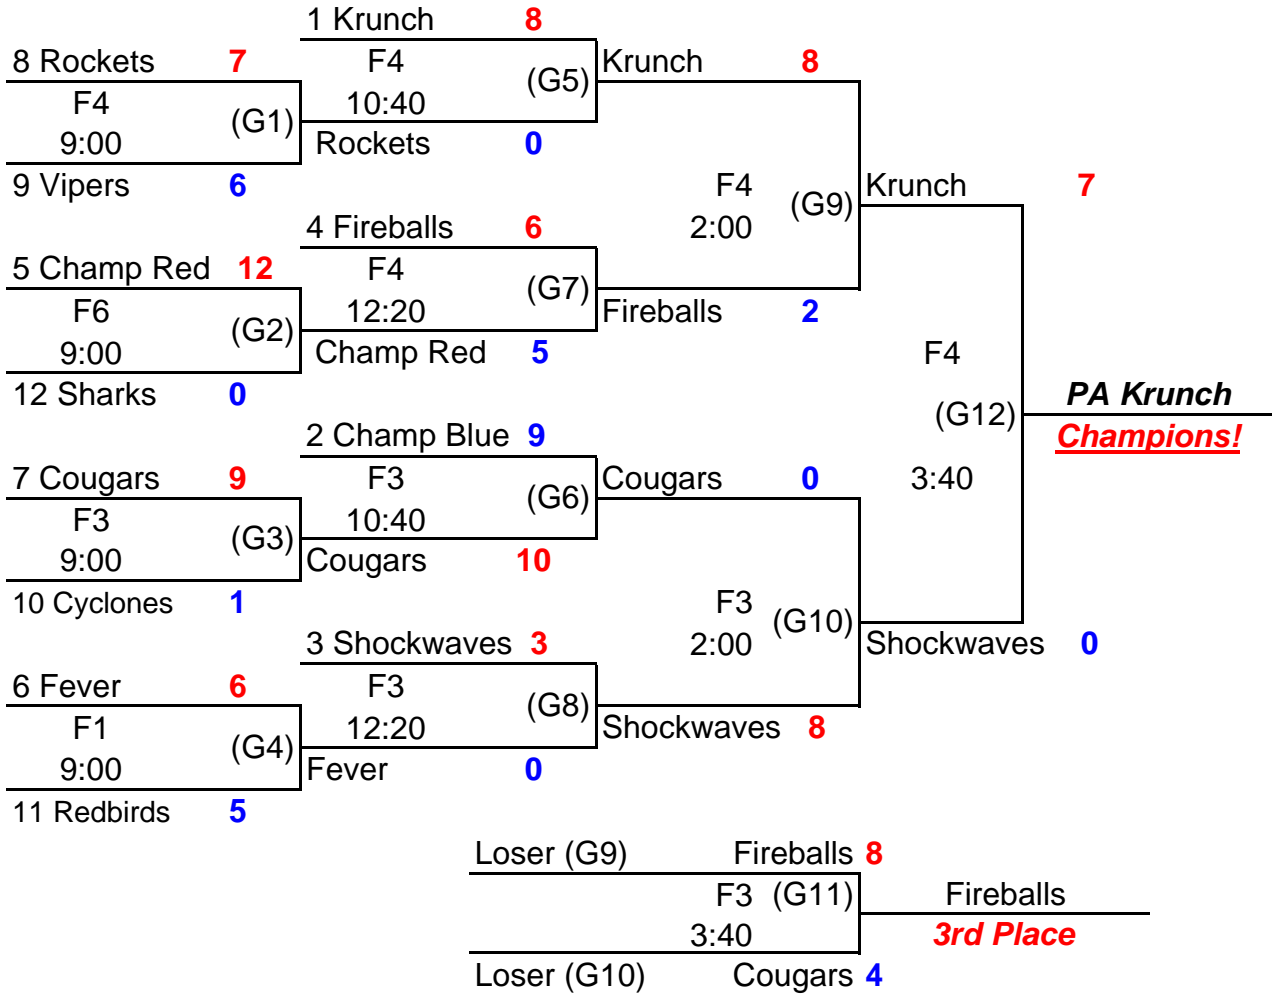 1 Krunch 8
8 Rockets 7
F4
Krunch 8
F4
(G5)
10:40
(G1)
9:00
Rockets 0
9 Vipers 6
F4
Krunch 7
(G9)
2:00
4 Fireballs 6
5 Champ Red 12
F4
F6
(G7)
12:20
Fireballs 2
(G2)
9:00
Champ Red 5
F4
12 Sharks 0
PA Krunch
(G12)
2 Champ Blue 9
Champions!
7 Cougars 9
F3
Cougars 0
3:40
F3
(G6)
10:40
(G3)
9:00
Cougars 10
10 Cyclones 1
F3
(G10)
2:00
3 Shockwaves 3
Shockwaves 0
6 Fever 6
F3
F1
(G8)
12:20
Shockwaves 8
(G4)
9:00
Fever 0
11 Redbirds 5
Loser (G9) Fireballs 8
F3 (G11)
Fireballs
3:40
3rd Place
Loser (G10) Cougars 4